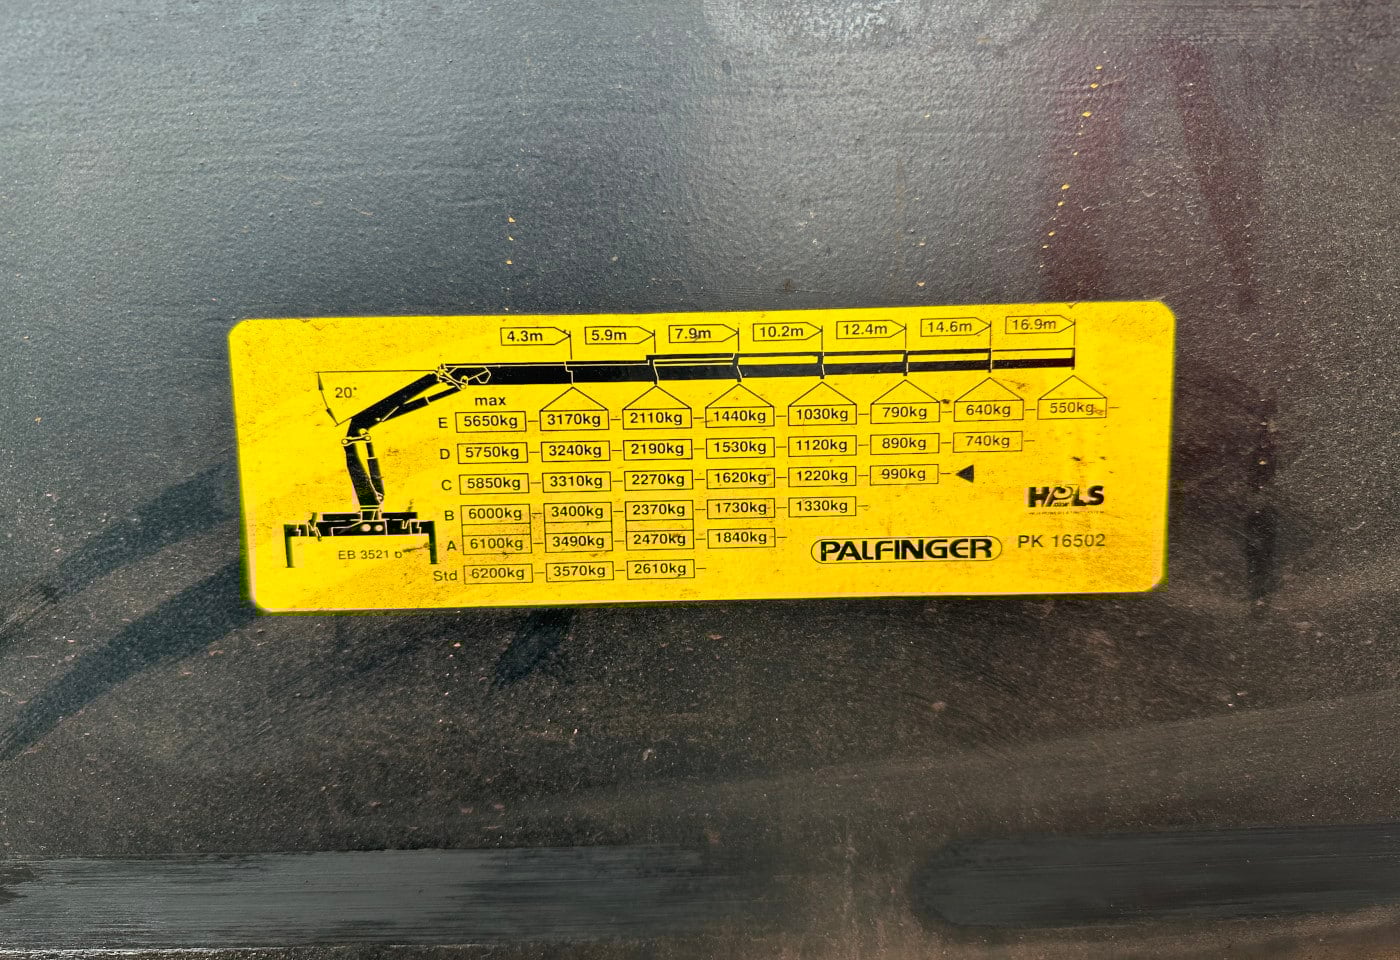 4.3m 5.9m 7.9m 10.2m 12.4m 14.6m 16.9m
20°
max
E 5650kg 3170kg 2110kg 1440kg 1030kg 790kg 640kg 550kg
D 5750kg 3240kg 2190kg 1530kg 1120kg 890kg 740kg
C 5850kg 3310kg 2270kg 1620kg 1220kg 990kg
HPLS
B 6000kg 3400kg 2370kg 1730kg 1330kg
A 6100kg 3490kg 2470kg 1840kg
PALFINGER PK 16502
EB 3521 b
Std 6200kg 3570kg 2610kg